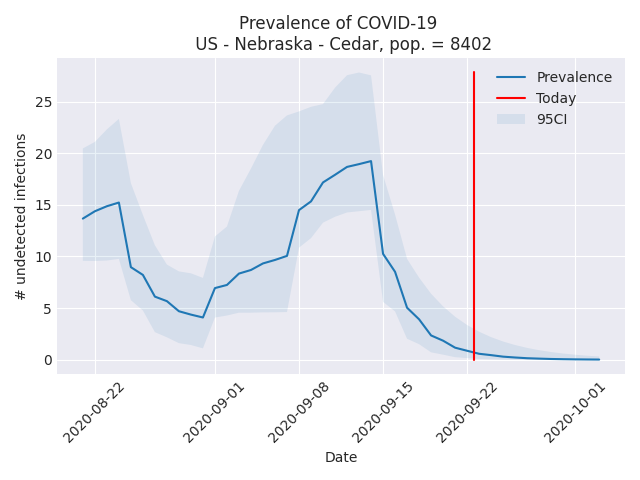 Prevalence of COVID-19
US - Nebraska - Cedar, pop. = 8402
Prevalence
Today
95CI
# undetected infections
25
20
15
10
5
0
2020-08-22
2020-09-01
2020-09-08
2020-09-15
2020-09-22
2020-10-01
Date